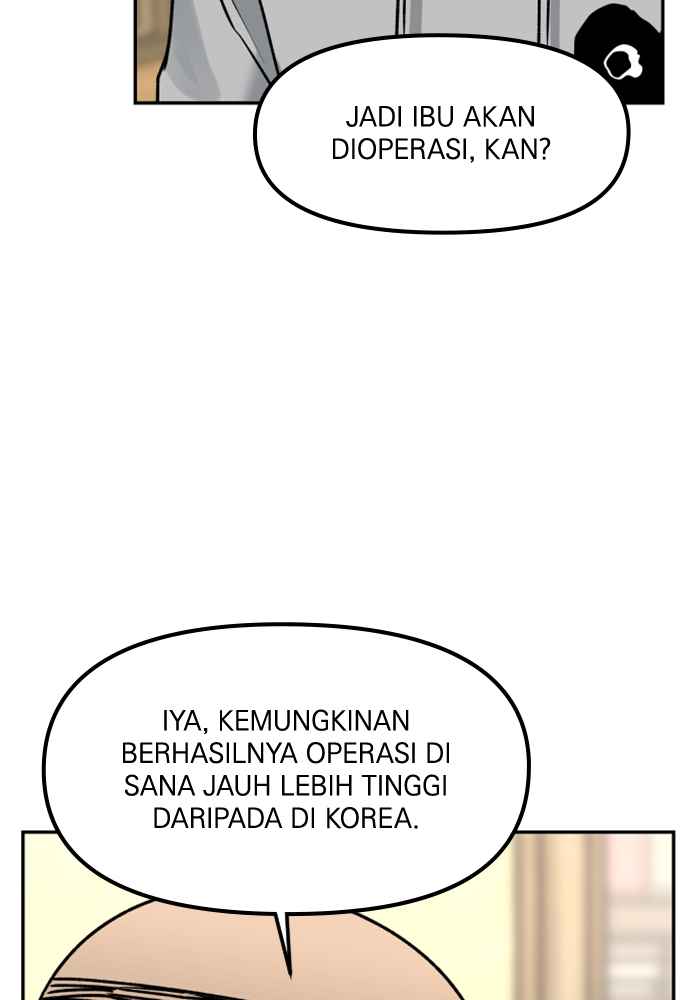 JADI IBU AKAN
DIOPERASI, KAN?
IYA, KEMUNGKINAN
BERHASILNYA OPERASI DI
SANA JAUH LEBIH TINGGI
DARIPADA DI KOREA.